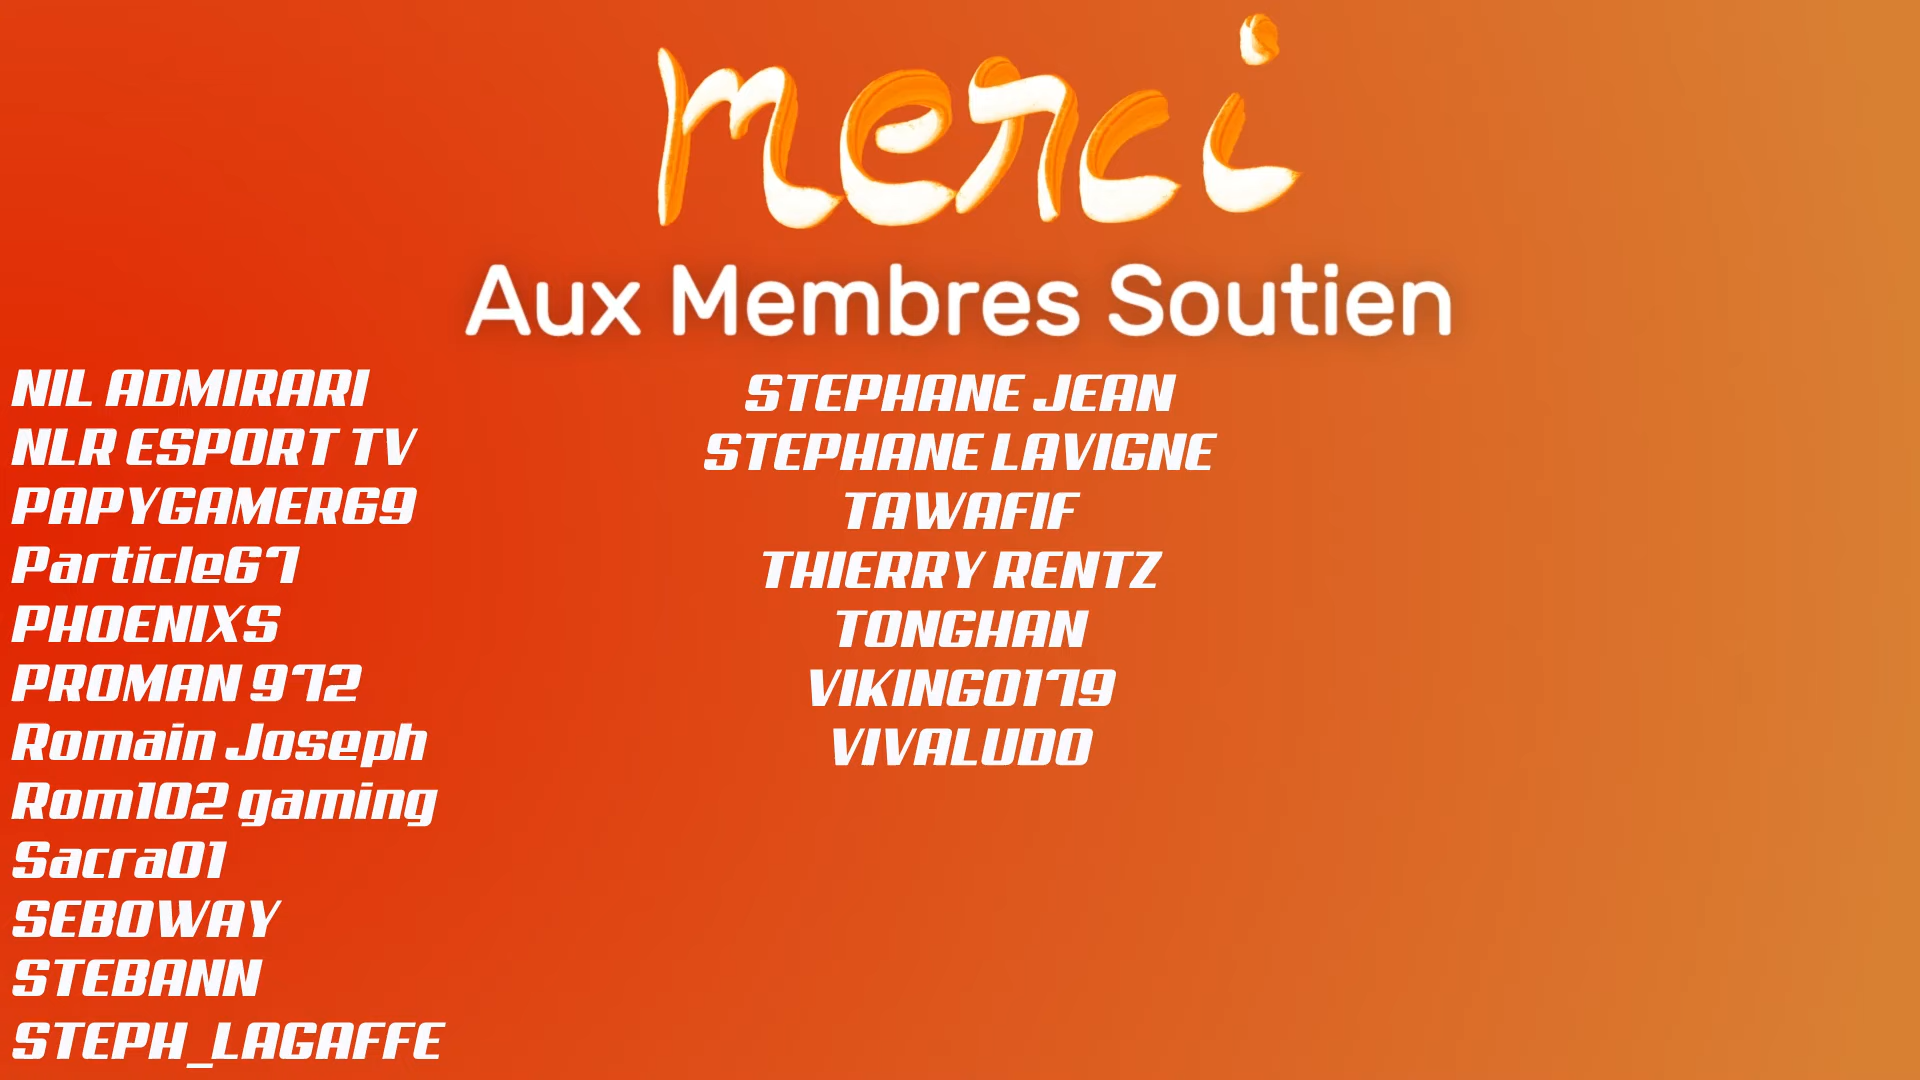 merci
Aux Membres Soutien
NIL ADMIRARI
NLR ESPORT TV
PAPYGAMER69
Particle67
PHOENIXS
PROMAN 972
Romain Joseph
Rom102 gaming
Sacra01
SEBOWAY
STEBANN
STEPH_LAGAFFE
STEPHANE JEAN
STEPHANE LAVIGNE
TAWAFIF
THIERRY RENTZ
TONGHAN
VIKING0179
VIVALUDO